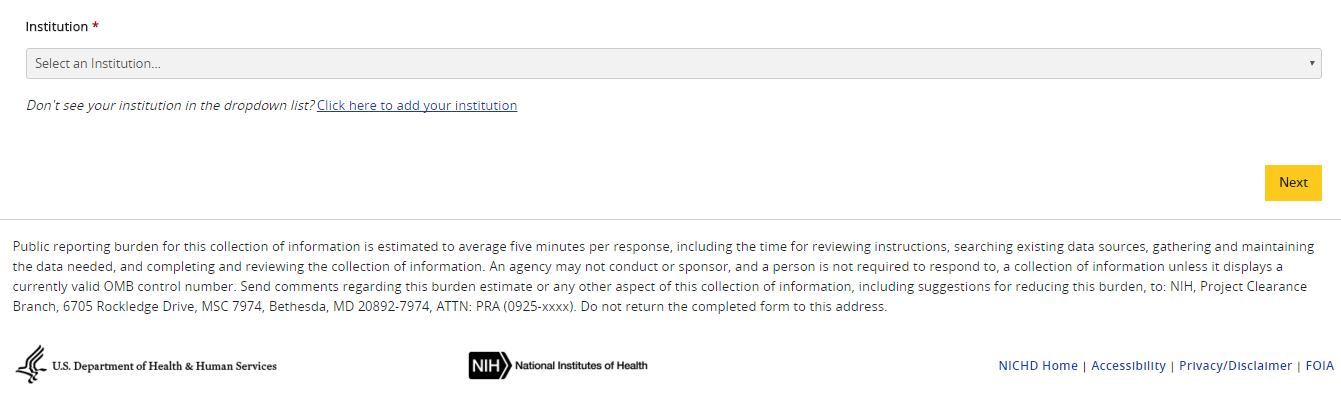 Institution *
Select an Institution...
Don't see your institution in the dropdown list? Click here to add your institution
Next
Public reporting burden for this collection of information is estimated to average five minutes per response, including the time for reviewing instructions, searching existing data sources, gathering and maintaining
the data needed, and completing and reviewing the collection of information. An agency may not conduct or sponsor, and a person is not required to respond to, a collection of information unless it displays a
currently valid OMB control number. Send comments regarding this burden estimate or any other aspect of this collection of information, including suggestions for reducing this burden, to: NIH, Project Clearance
Branch, 6705 Rockledge Drive, MSC 7974, Bethesda, MD 20892-7974, ATTN: PRA (0925-xxxx). Do not return the completed form to this address.
U.S. Department of Health & Human Services
NIH National Institutes of Health
NICHD Home | Accessibility | Privacy/Disclaimer | FOIA